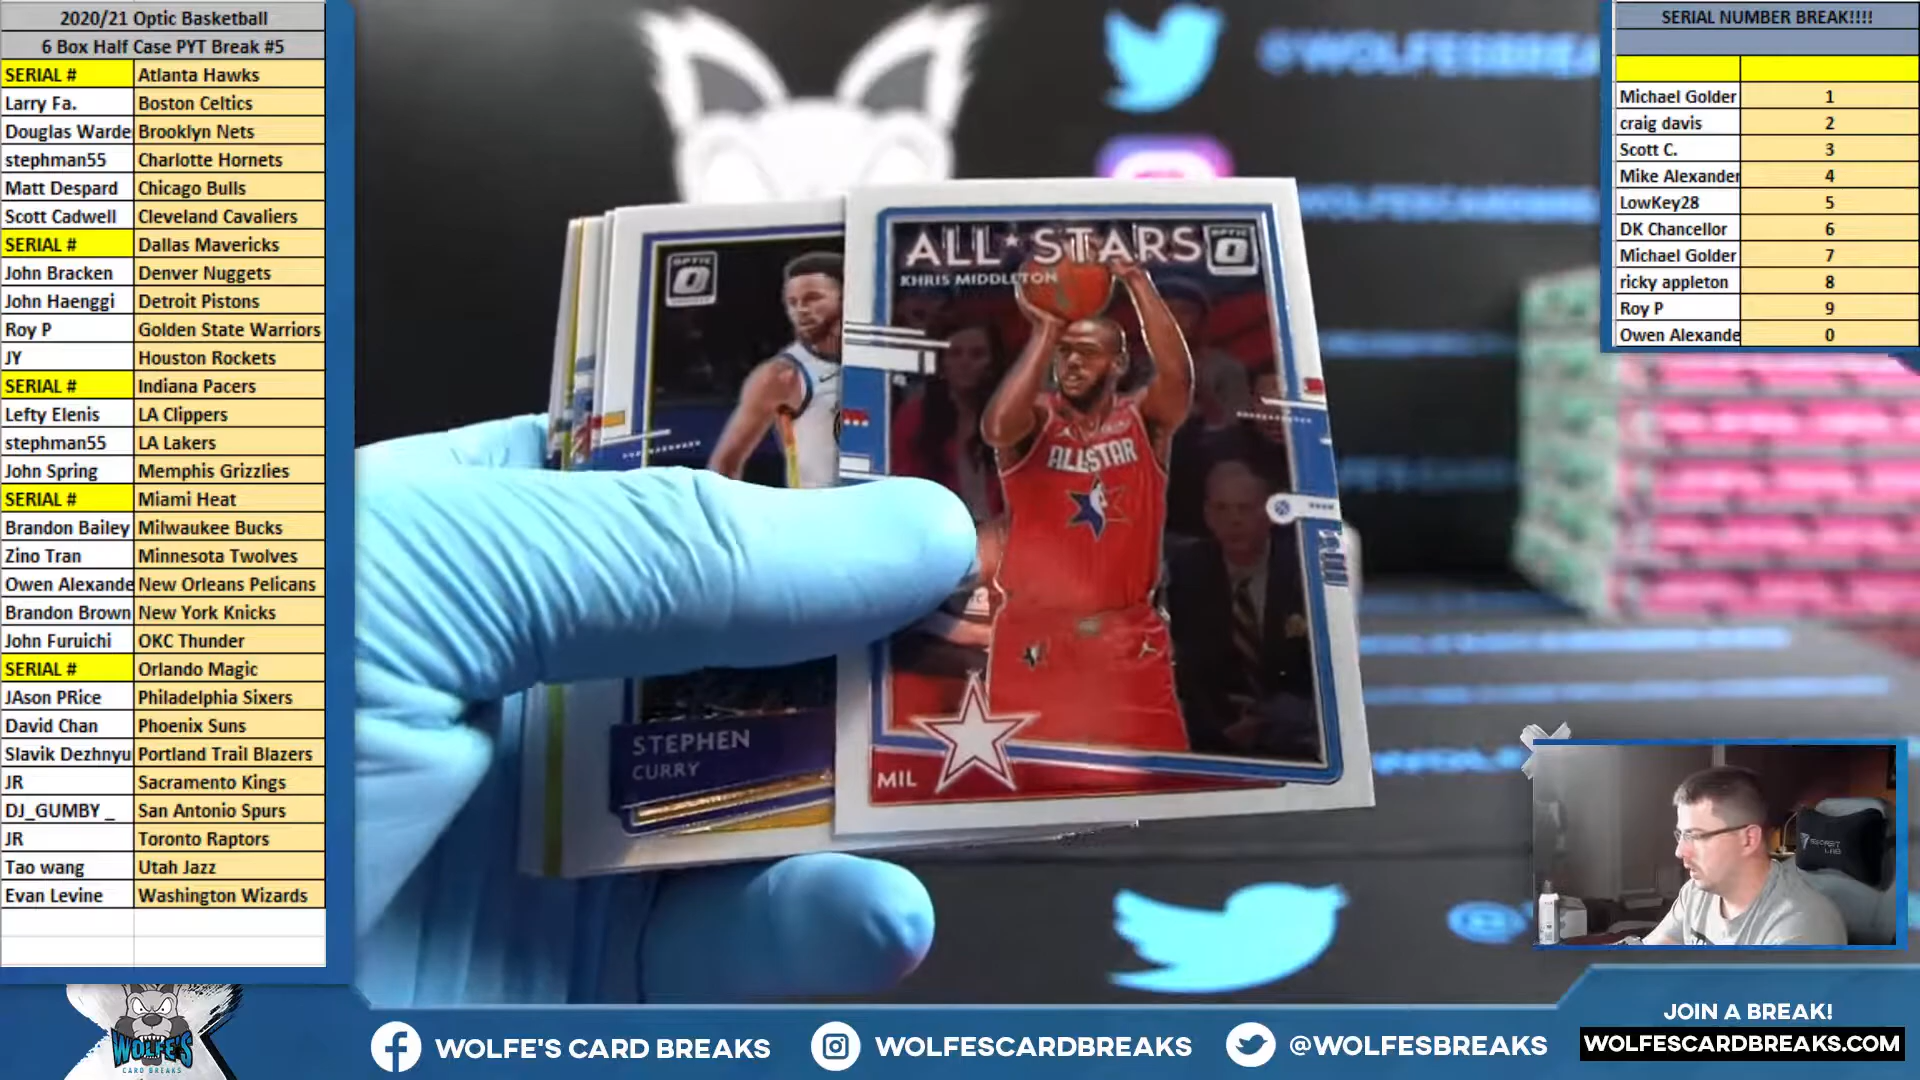 2020/21 Optic Basketball
6 Box Half Case PYT Break #5
SERIAL # Atlanta Hawks
Larry Fa. Boston Celtics
Douglas Warde Brooklyn Nets
stephman55 Charlotte Hornets
Matt Despard Chicago Bulls
Scott Cadwell Cleveland Cavaliers
SERIAL # Dallas Mavericks
John Bracken Denver Nuggets
John Haenggi Detroit Pistons
Roy P Golden State Warriors
JY Houston Rockets
SERIAL # Indiana Pacers
Lefty Elenis LA Clippers
stephman55 LA Lakers
John Spring Memphis Grizzlies
SERIAL # Miami Heat
Brandon Bailey Milwaukee Bucks
Zino Tran Minnesota Twolves
Owen Alexande New Orleans Pelicans
Brandon Brown New York Knicks
John Furuichi OKC Thunder
SERIAL # Orlando Magic
JAson PRice Philadelphia Sixers
David Chan Phoenix Suns
Slavik Dezhnyu Portland Trail Blazers
JR Sacramento Kings
DJ_GUMBY_ San Antonio Spurs
JR Toronto Raptors
Tao wang Utah Jazz
Evan Levine Washington Wizards
SERIAL NUMBER BREAK!!!!
Michael Golder 1
craig davis 2
Scott C. 3
Mike Alexander 4
LowKey28 5
DK Chancellor 6
Michael Golder 7
ricky appleton 8
Roy P 9
Owen Alexande 0
@WOLFESBREA
ALL★STARS
OPTIC
KHRIS MIDDLETON
ALLSTAR
MIL
OPTIC
STEPHEN
CURRY
WOLFE'S
CARD BREAKS
WOLFE'S CARD BREAKS
WOLFESCARDBREAKS
@WOLFESBREAKS
JOIN A BREAK!
WOLFESCARDBREAKS.COM